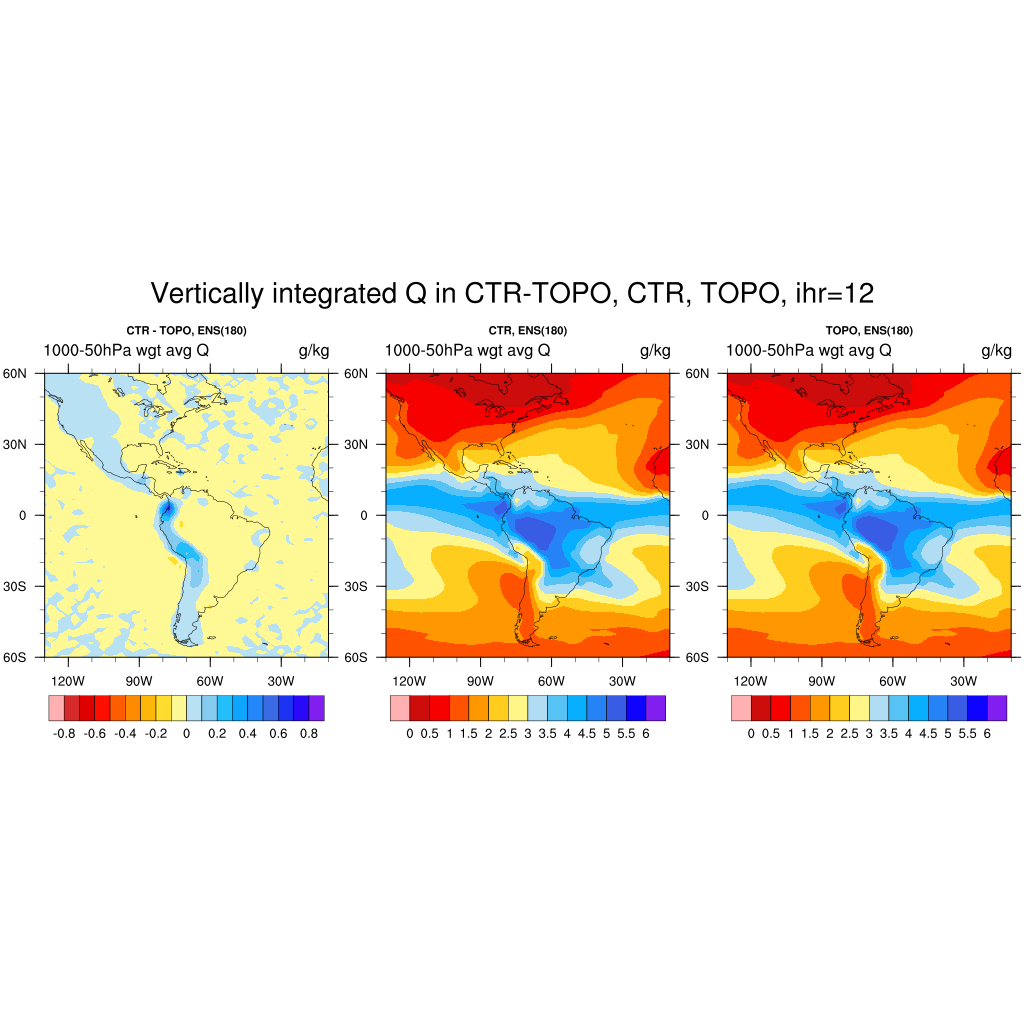 Vertically integrated Q in CTR-TOPO, CTR, TOPO, ihr=12
CTR - TOPO, ENS(180)
1000-50hPa wgt avg Q g/kg
60N
30N
0
30S
60S
120W 90W 60W 30W
-0.8 -0.6 -0.4 -0.2 0 0.2 0.4 0.6 0.8
CTR, ENS(180)
1000-50hPa wgt avg Q g/kg
60N
30N
0
30S
60S
120W 90W 60W 30W
0 0.5 1 1.5 2 2.5 3 3.5 4 4.5 5 5.5 6
TOPO, ENS(180)
1000-50hPa wgt avg Q g/kg
60N
30N
0
30S
60S
120W 90W 60W 30W
0 0.5 1 1.5 2 2.5 3 3.5 4 4.5 5 5.5 6